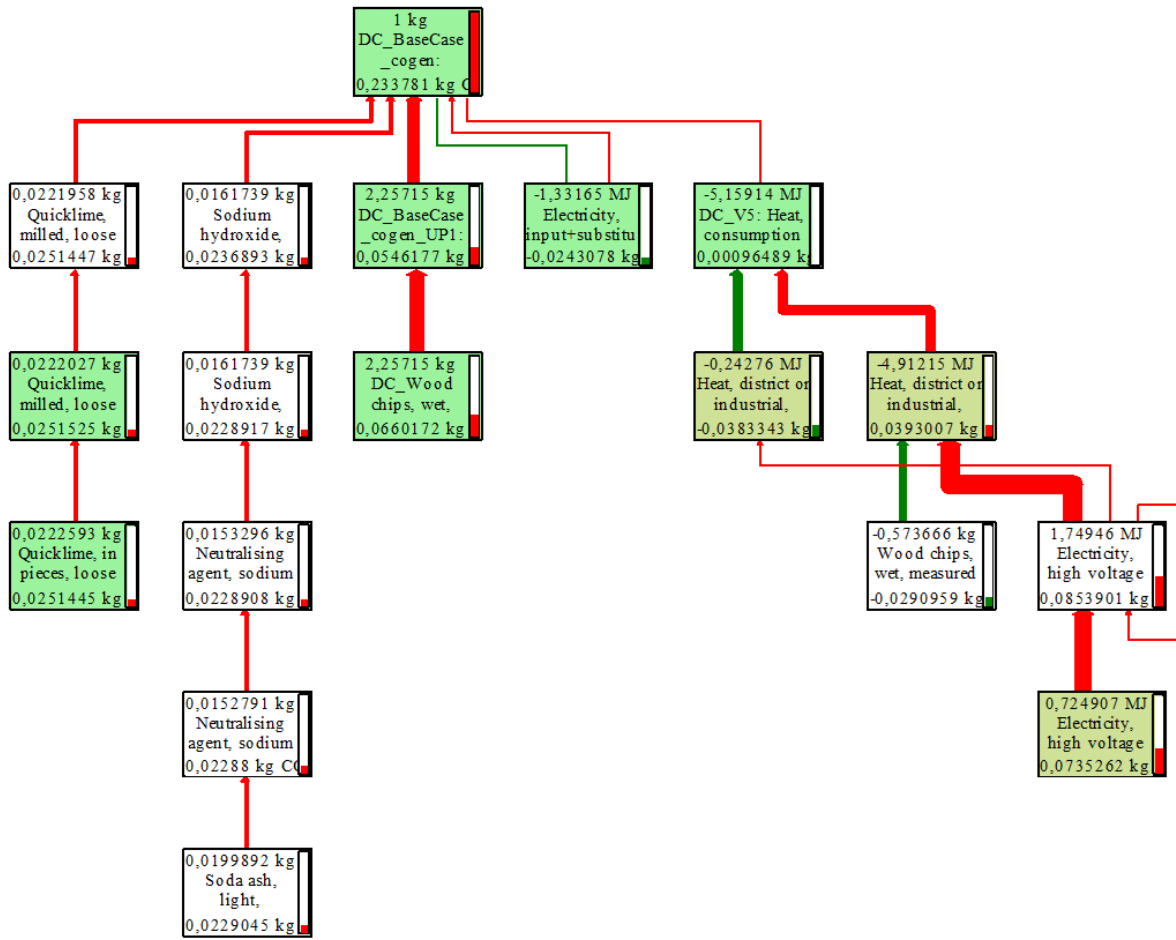 1 kg
DC_BaseCase
_cogen:
0,233781 kg C
0,0221958 kg
Quicklime,
milled, loose
0,0251447 kg
0,0161739 kg
Sodium
hydroxide,
0,0236893 kg
2,25715 kg
DC_BaseCase
_cogen_UP1:
0,0546177 kg
-1,33165 MJ
Electricity,
input+substitu
-0,0243078 kg
-5,15914 MJ
DC_V5: Heat,
consumption
0,00096489 kg
0,0222027 kg
Quicklime,
milled, loose
0,0251525 kg
0,0161739 kg
Sodium
hydroxide,
0,0228917 kg
2,25715 kg
DC_Wood
chips, wet,
0,0660172 kg
-0,24276 MJ
Heat, district or
industrial,
-0,0383343 kg
-4,91215 MJ
Heat, district or
industrial,
0,0393007 kg
0,0222593 kg
Quicklime, in
pieces, loose
0,0251445 kg
0,0153296 kg
Neutralising
agent, sodium
0,0228908 kg
-0,573666 kg
Wood chips,
wet, measured
-0,0290959 kg
1,74946 MJ
Electricity,
high voltage
0,0853901 kg
0,0152791 kg
Neutralising
agent, sodium
0,02288 kg CO
0,724907 MJ
Electricity,
high voltage
0,0735262 kg
0,0199892 kg
Soda ash,
light,
0,0229045 kg